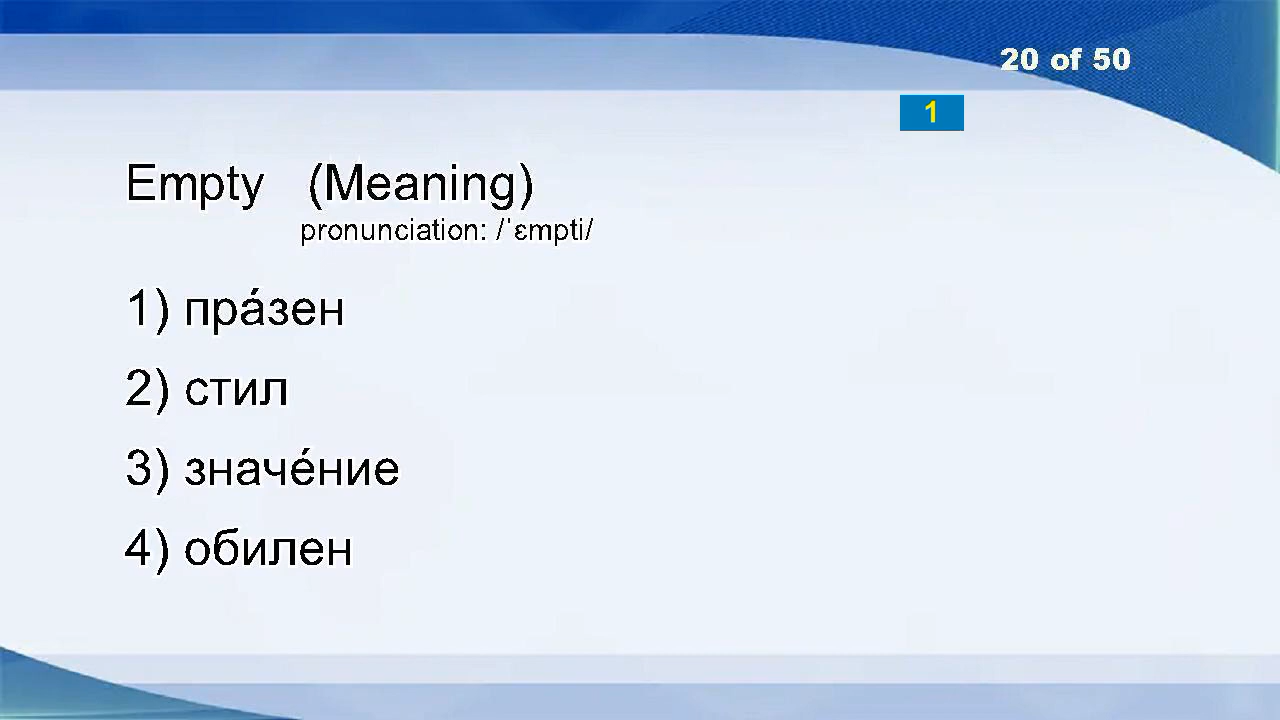 20 of 50
1
Empty (Meaning)
pronunciation: /ˈɛmpti/
1) пра́зен
2) стил
3) значе́ние
4) обилен